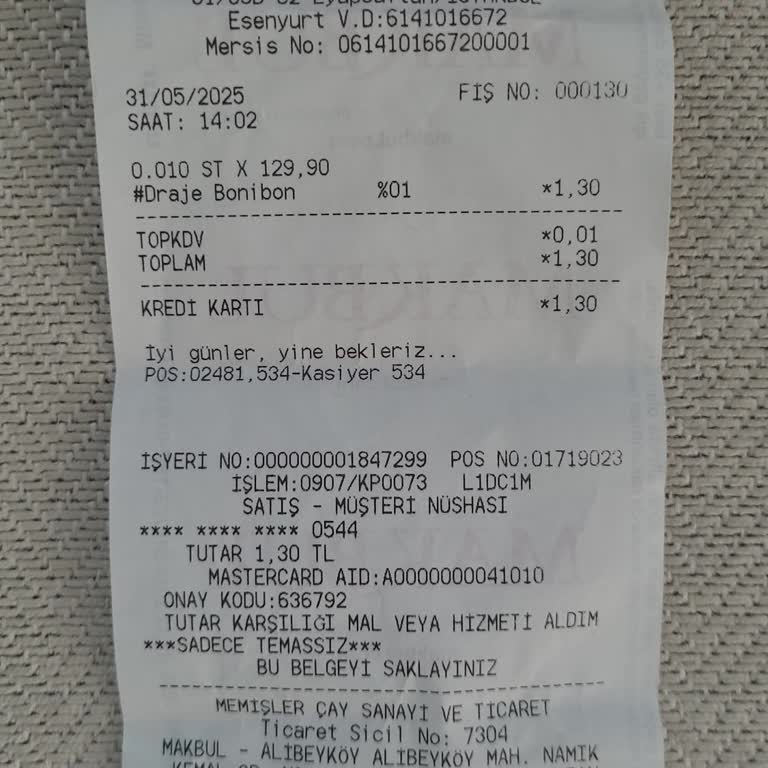 Esenyurt V.D:6141016672
Mersis No: 0614101667200001
31/05/2025 FİŞ NO: 000130
SAAT: 14:02
0.010 ST X 129,90
#Draje Bonibon %01 *1,30
TOPKDV *0,01
TOPLAM *1,30
KREDİ KARTI *1,30
İyi günler, yine bekleriz...
POS:02481,534-Kasiyer 534
İŞYERİ NO:000000001847299 POS NO:01719023
İŞLEM:0907/KP0073 L1DC1M
SATIŞ - MÜŞTERİ NÜSHASI
**** **** **** 0544
TUTAR 1,30 TL
MASTERCARD AID:A0000000041010
ONAY KODU:636792
TUTAR KARŞILIĞI MAL VEYA HİZMETİ ALDIM
***SADECE TEMASSIZ***
BU BELGEYİ SAKLAYINIZ
MEMİŞLER ÇAY SANAYİ VE TİCARET
Ticaret Sicil No: 7304
MAKBUL - ALİBEYKÖY ALİBEYKÖY MAH. NAMIK